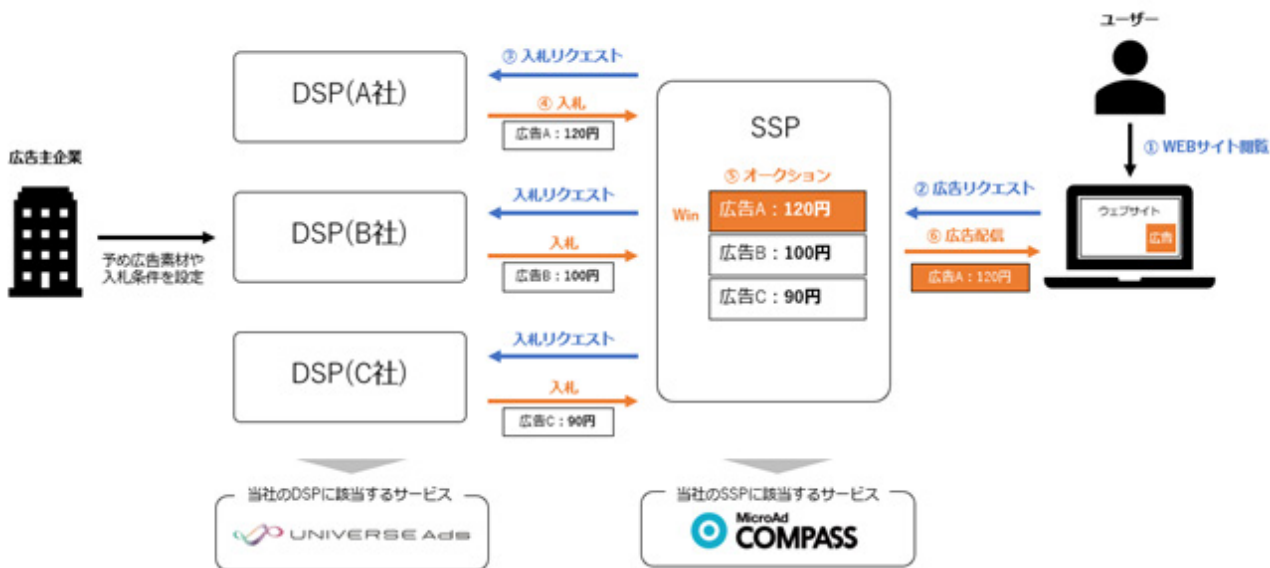 ユーザー
① WEBサイト閲覧
DSP(A社)
③ 入札リクエスト
④ 入札
広告A：120円
広告主企業
予め広告素材や
入札条件を設定
DSP(B社)
入札リクエスト
入札
広告B：100円
DSP(C社)
入札リクエスト
入札
広告C：90円
SSP
⑤ オークション
Win
広告A：120円
広告B：100円
広告C：90円
② 広告リクエスト
⑥ 広告配信
広告A：120円
ウェブサイト
広告
当社のDSPに該当するサービス
UNIVERSE Ads
当社のSSPに該当するサービス
MicroAd
COMPASS